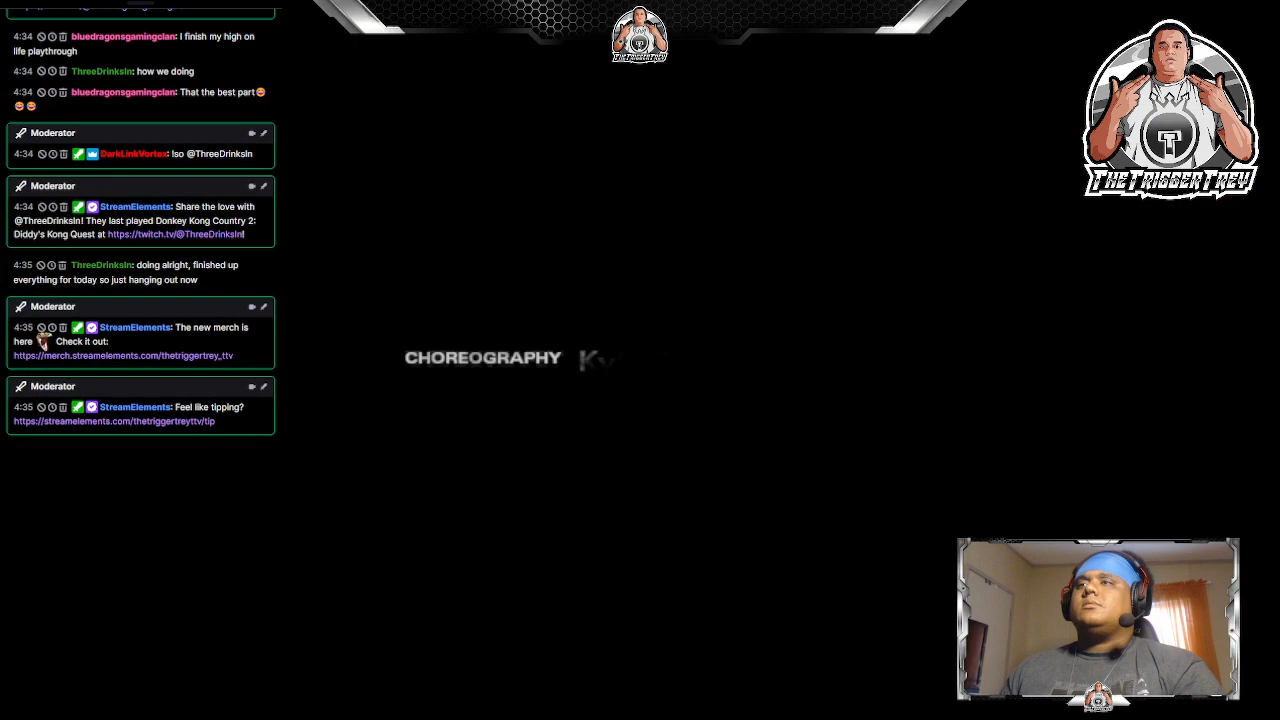 4:34 bluedragonsgamingclan: I finish my high on
life playthrough
4:34 ThreeDrinksIn: how we doing
4:34 bluedragonsgamingclan: That the best part
Moderator
4:34 DarkLinkVortex: !so @ThreeDrinksIn
Moderator
4:34 StreamElements: Share the love with
@ThreeDrinksIn! They last played Donkey Kong Country 2:
Diddy's Kong Quest at https://twitch.tv/@ThreeDrinksIn!
4:35 ThreeDrinksIn: doing alright, finished up
everything for today so just hanging out now
Moderator
4:35 StreamElements: The new merch is
here Check it out:
https://merch.streamelements.com/thetriggertrey_ttv
Moderator
4:35 StreamElements: Feel like tipping?
https://streamelements.com/thetriggertreyttv/tip
THETRIGGERTREY
CHOREOGRAPHY
T
THETRIGGERTREY